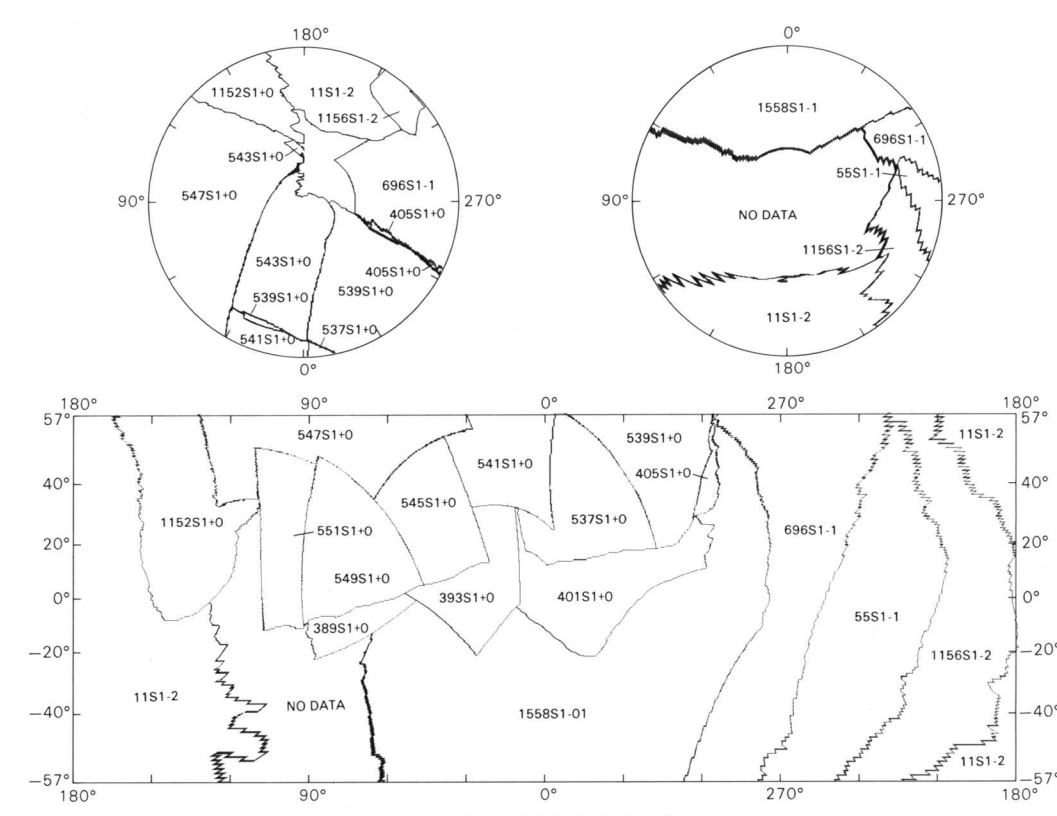 180°
1152S1+0
11S1-2
1156S1-2
543S1+0
547S1+0
696S1-1
90°
270°
405S1+0
543S1+0
405S1+0
539S1+0
539S1+0
537S1+0
541S1+0
0°
0°
1558S1-1
696S1-1
55S1-1
90°
270°
NO DATA
1156S1-2
11S1-2
180°
180° 90° 0° 270° 180°
57° 57°
547S1+0
539S1+0
11S1-2
541S1+0
405S1+0
40° 40°
545S1+0
1152S1+0
537S1+0
551S1+0
696S1-1
20° 20°
549S1+0
393S1+0
401S1+0
0° 0°
55S1-1
389S1+0
−20° −20°
1156S1-2
11S1-2
NO DATA
1558S1-01
−40° −40°
11S1-2
−57° −57°
180° 90° 0° 270° 180°